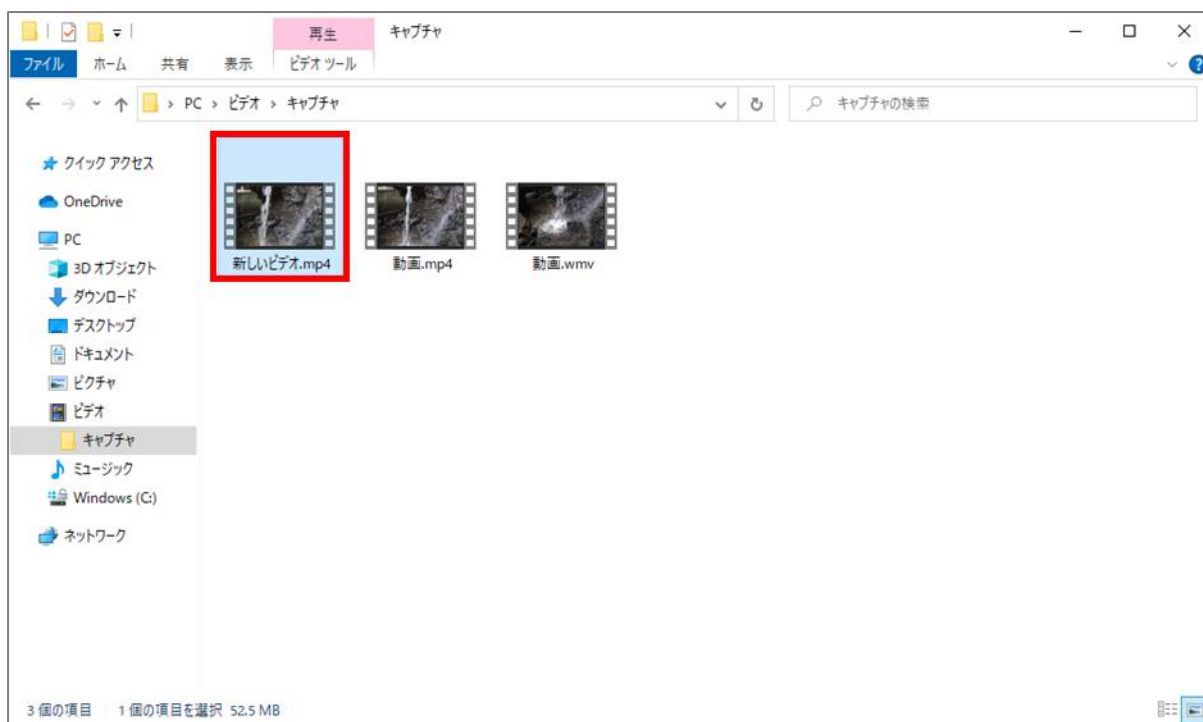 再生
キャプチャ
ファイル
ホーム
共有
表示
ビデオ ツール
PC › ビデオ › キャプチャ
キャプチャの検索
クイック アクセス
OneDrive
PC
3D オブジェクト
ダウンロード
デスクトップ
ドキュメント
ピクチャ
ビデオ
キャプチャ
ミュージック
Windows (C:)
ネットワーク
新しいビデオ.mp4
動画.mp4
動画.wmv
3 個の項目
1 個の項目を選択 52.5 MB